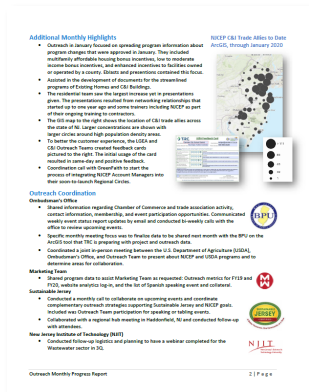 Additional Monthly Highlights
• Outreach in January focused on spreading program information about
program changes that were approved in January. They included
multifamily affordable housing bonus incentives, low to moderate
income bonus incentives, and enhanced incentives to facilities owned
or operated by a county. Eblasts and presentations contained this focus.
• Assisted in the development of documents for the streamlined
programs of Existing Homes and C&I Buildings.
• The residential team saw the largest increase yet in presentations
given. The presentations resulted from networking relationships that
started up to one year ago and some trainers including NJCEP as part
of their ongoing training to contractors.
• The GIS map to the right shows the location of C&I trade allies across
the state of NJ. Larger concentrations are shown with
larger circles around high population density areas.
• To better the customer experience, the LGEA and
C&I Outreach Teams created feedback cards
pictured to the right. The initial usage of the card
resulted in same-day and positive feedback.
• Coordination call with GreatPath to start the
process of integrating NJCEP Account Managers into
their soon-to-launch Regional Circles.
NJCEP C&I Trade Allies to Date
ArcGIS, through January 2020
TRC
Outreach Coordination
Ombudsman's Office
• Shared information regarding Chamber of Commerce and trade association activity,
contact information, membership, and event participation opportunities. Communicated
weekly event status report updates by email and conducted bi-weekly calls with the
office to review upcoming events.
• Specific monthly meeting focus was to finalize data to be shared next month with the BPU on the
ArcGIS tool that TRC is preparing with project and outreach data.
• Coordinated a joint in-person meeting between the U.S. Department of Agriculture (USDA),
Ombudsman's Office, and Outreach Team to present about NJCEP and USDA programs and to
determine areas for collaboration.
BPU
Marketing Team
• Shared program data to assist Marketing Team as requested: Outreach metrics for FY19 and
FY20, website analytics log-in, and the list of Spanish speaking event and collateral.
Sustainable Jersey
• Conducted a monthly call to collaborate on upcoming events and coordinate
complementary outreach strategies supporting Sustainable Jersey and NJCEP goals.
Included was Outreach Team participation for speaking or tabling events.
• Collaborated with a regional hub meeting in Haddonfield, NJ and conducted follow-up
with attendees.
JERSEY
New Jersey Institute of Technology (NJIT)
• Conducted follow-up logistics and planning to have a webinar completed for the
Wastewater sector in 3Q.
NJIT
Outreach Monthly Progress Report
2 | Page